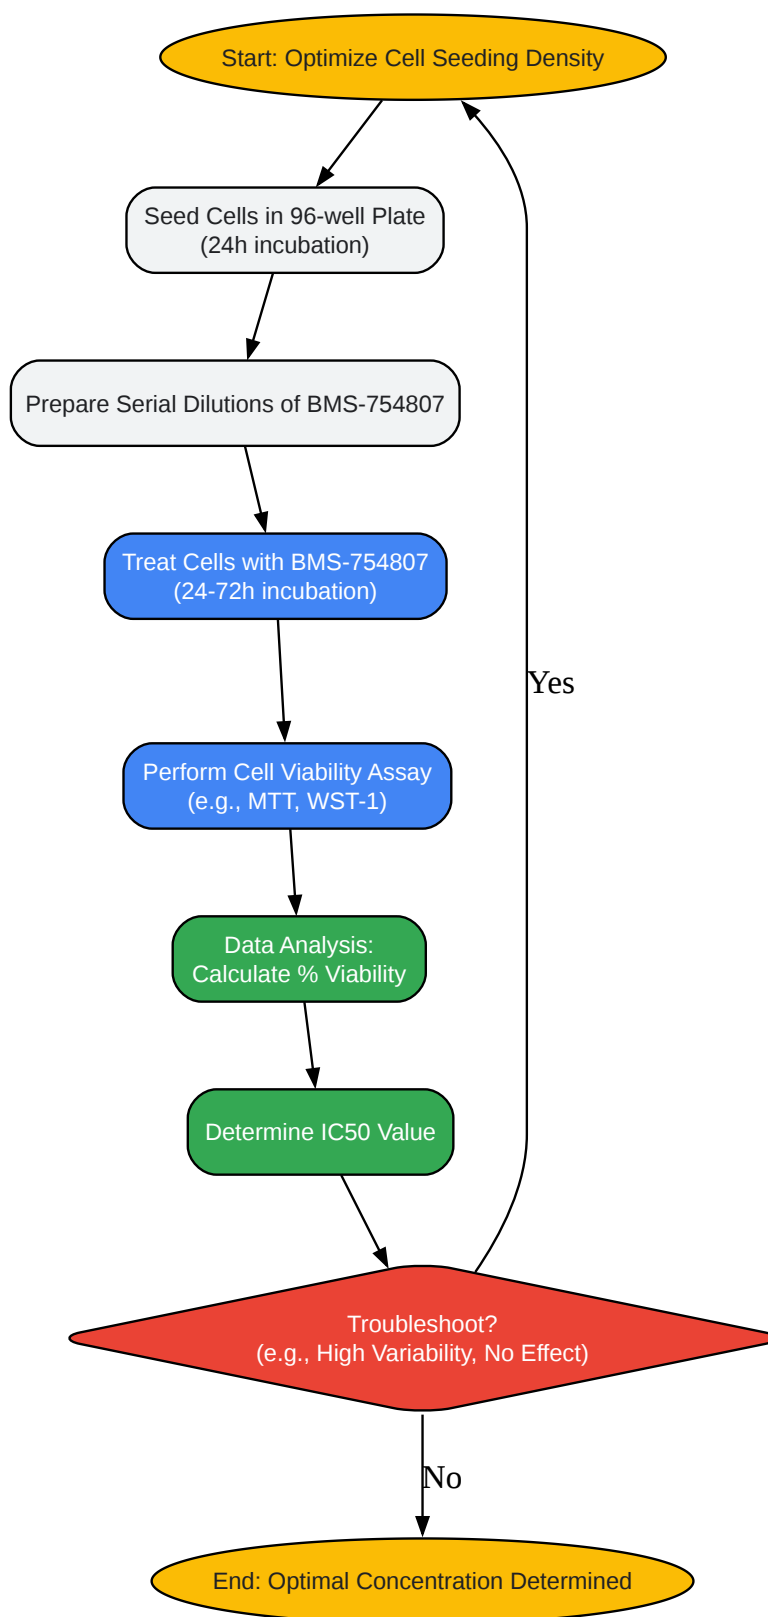 Start: Optimize Cell Seeding Density
Seed Cells in 96-well Plate
(24h incubation)
Prepare Serial Dilutions of BMS-754807
Treat Cells with BMS-754807
(24-72h incubation)
Yes
Perform Cell Viability Assay
(e.g., MTT, WST-1)
Data Analysis:
Calculate % Viability
Determine IC50 Value
Troubleshoot?
(e.g., High Variability, No Effect)
No
End: Optimal Concentration Determined